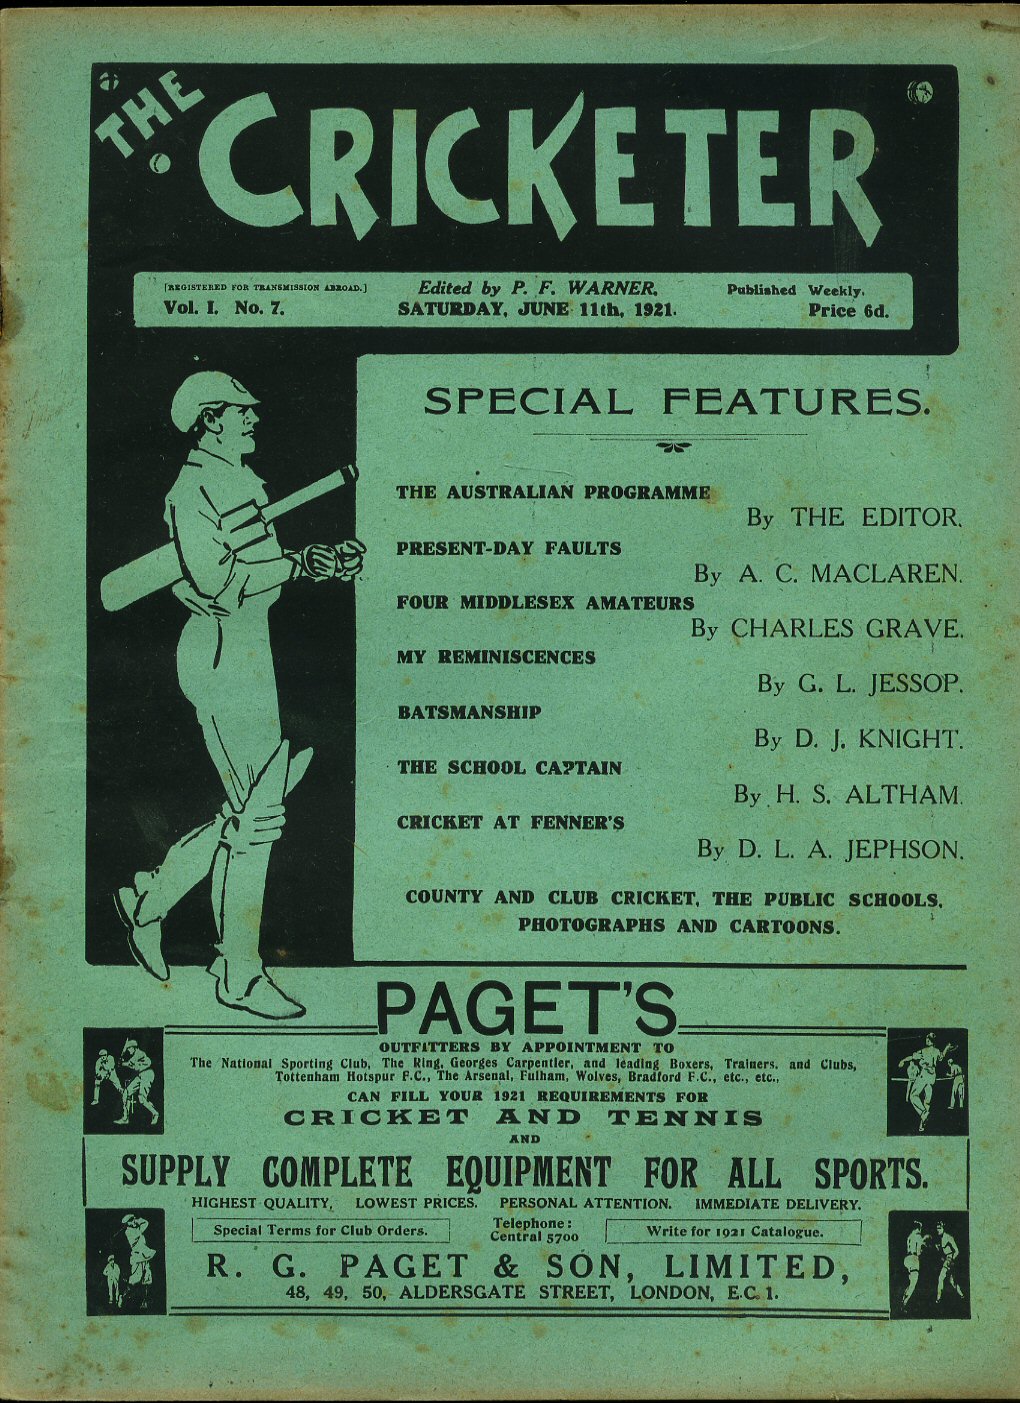 THE
CRICKETER
[REGISTERED FOR TRANSMISSION ABROAD.]
Vol. I. No. 7.
Edited by P. F. WARNER.
SATURDAY, JUNE 11th, 1921.
Published Weekly.
Price 6d.
SPECIAL FEATURES.
THE AUSTRALIAN PROGRAMME
By THE EDITOR.
PRESENT-DAY FAULTS
By A. C. MACLAREN.
FOUR MIDDLESEX AMATEURS
By CHARLES GRAVE.
MY REMINISCENCES
By G. L. JESSOP.
BATSMANSHIP
By D. J. KNIGHT.
THE SCHOOL CAPTAIN
By H. S. ALTHAM.
CRICKET AT FENNER'S
By D. L. A. JEPHSON.
COUNTY AND CLUB CRICKET, THE PUBLIC SCHOOLS,
PHOTOGRAPHS AND CARTOONS.
PAGET'S
OUTFITTERS BY APPOINTMENT TO
The National Sporting Club, The Ring, Georges Carpentier, and leading Boxers, Trainers, and Clubs,
Tottenham Hotspur F.C., The Arsenal, Fulham, Wolves, Bradford F.C., etc., etc.,
CAN FILL YOUR 1921 REQUIREMENTS FOR
CRICKET AND TENNIS
AND
SUPPLY COMPLETE EQUIPMENT FOR ALL SPORTS.
HIGHEST QUALITY, LOWEST PRICES. PERSONAL ATTENTION. IMMEDIATE DELIVERY.
Special Terms for Club Orders.
Telephone:
Central 5700
Write for 1921 Catalogue.
R. G. PAGET & SON, LIMITED,
48, 49, 50, ALDERSGATE STREET, LONDON, E.C. 1.